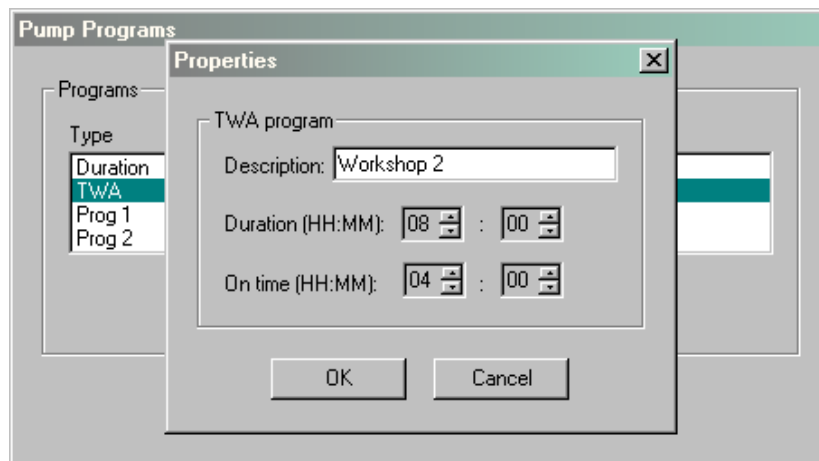 Pump Programs
Properties
Programs
Type
Duration
TWA
Prog 1
Prog 2
TWA program
Description: Workshop 2
Duration (HH:MM): 08 : 00
On time (HH:MM): 04 : 00
OK Cancel